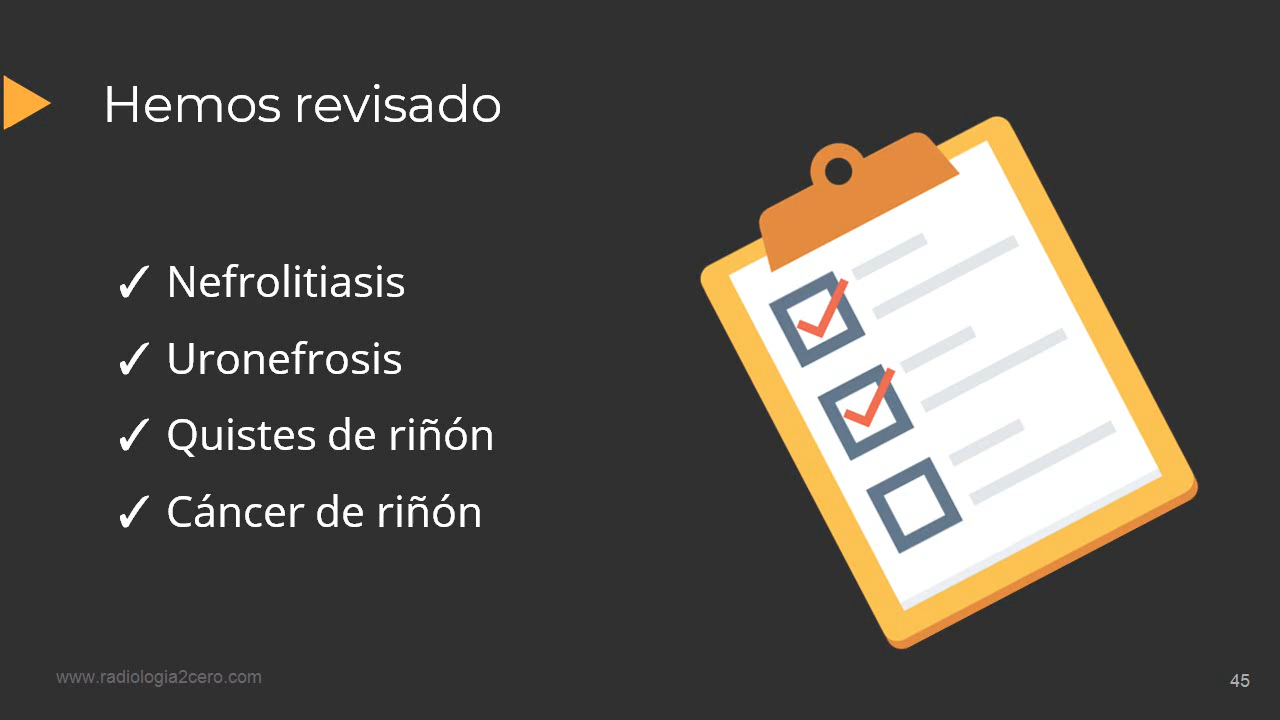 Hemos revisado
✓ Nefrolitiasis
✓ Uronefrosis
✓ Quistes de riñón
✓ Cáncer de riñón
www.radiologia2cero.com
45